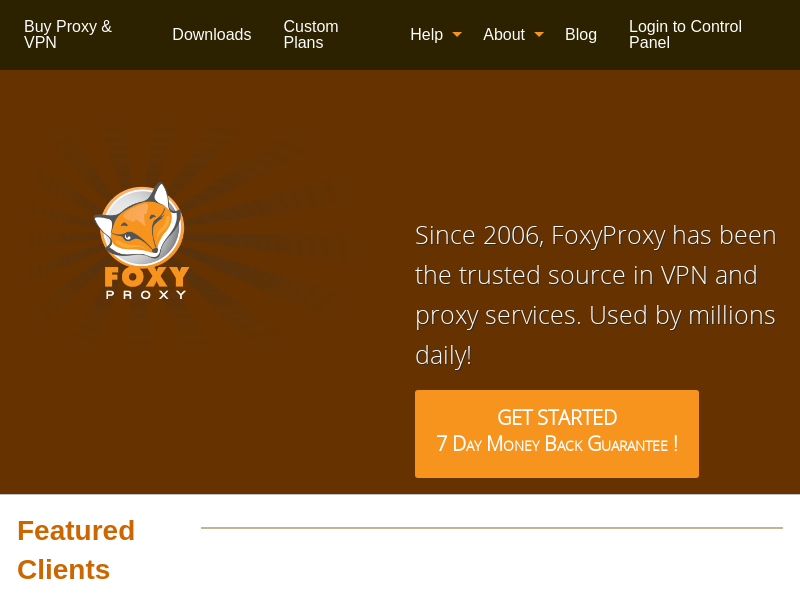 Buy Proxy &
VPN
Downloads
Custom
Plans
Help
About
Blog
Login to Control
Panel
FOXY
PROXY
Since 2006, FoxyProxy has been
the trusted source in VPN and
proxy services. Used by millions
daily!
GET STARTED
7 Day Money Back Guarantee !
Featured
Clients